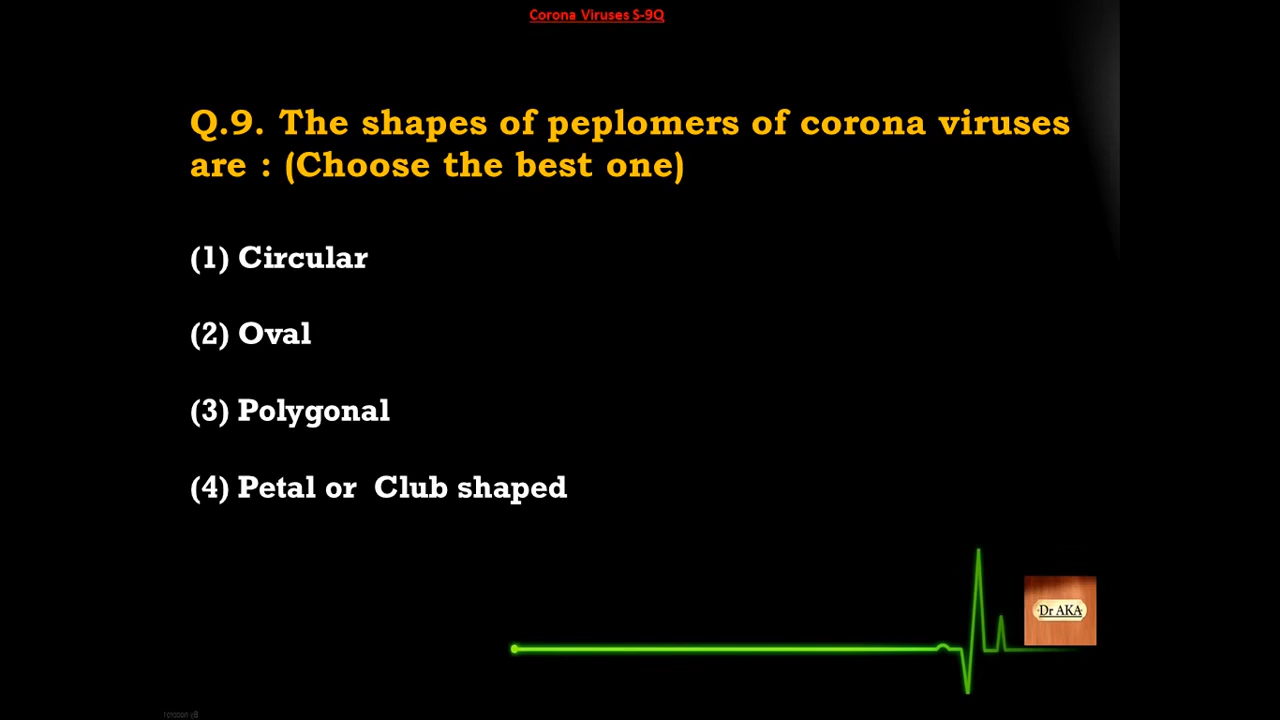 Corona Viruses S-9Q
Q.9. The shapes of peplomers of corona viruses
are : (Choose the best one)
(1) Circular
(2) Oval
(3) Polygonal
(4) Petal or  Club shaped
Dr AKA